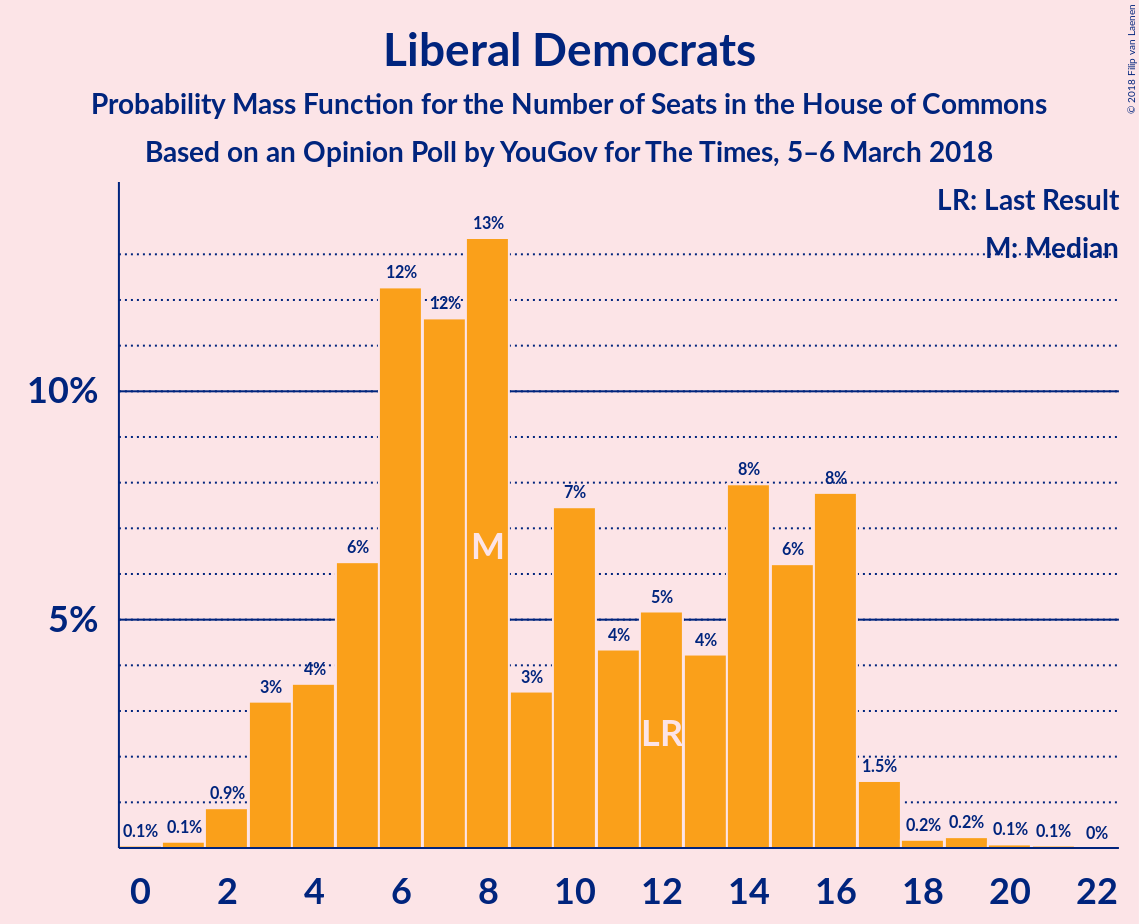 Liberal Democrats
Probability Mass Function for the Number of Seats in the House of Commons
Based on an Opinion Poll by YouGov for The Times, 5–6 March 2018
© 2018 Filip van Laenen
LR: Last Result
M: Median
10%
5%
0.1%
0.1%
0.9%
3%
4%
6%
12%
12%
13%
3%
7%
4%
5%
4%
8%
6%
8%
1.5%
0.2%
0.2%
0.1%
0.1%
0%
M
LR
0 2 4 6 8 10 12 14 16 18 20 22